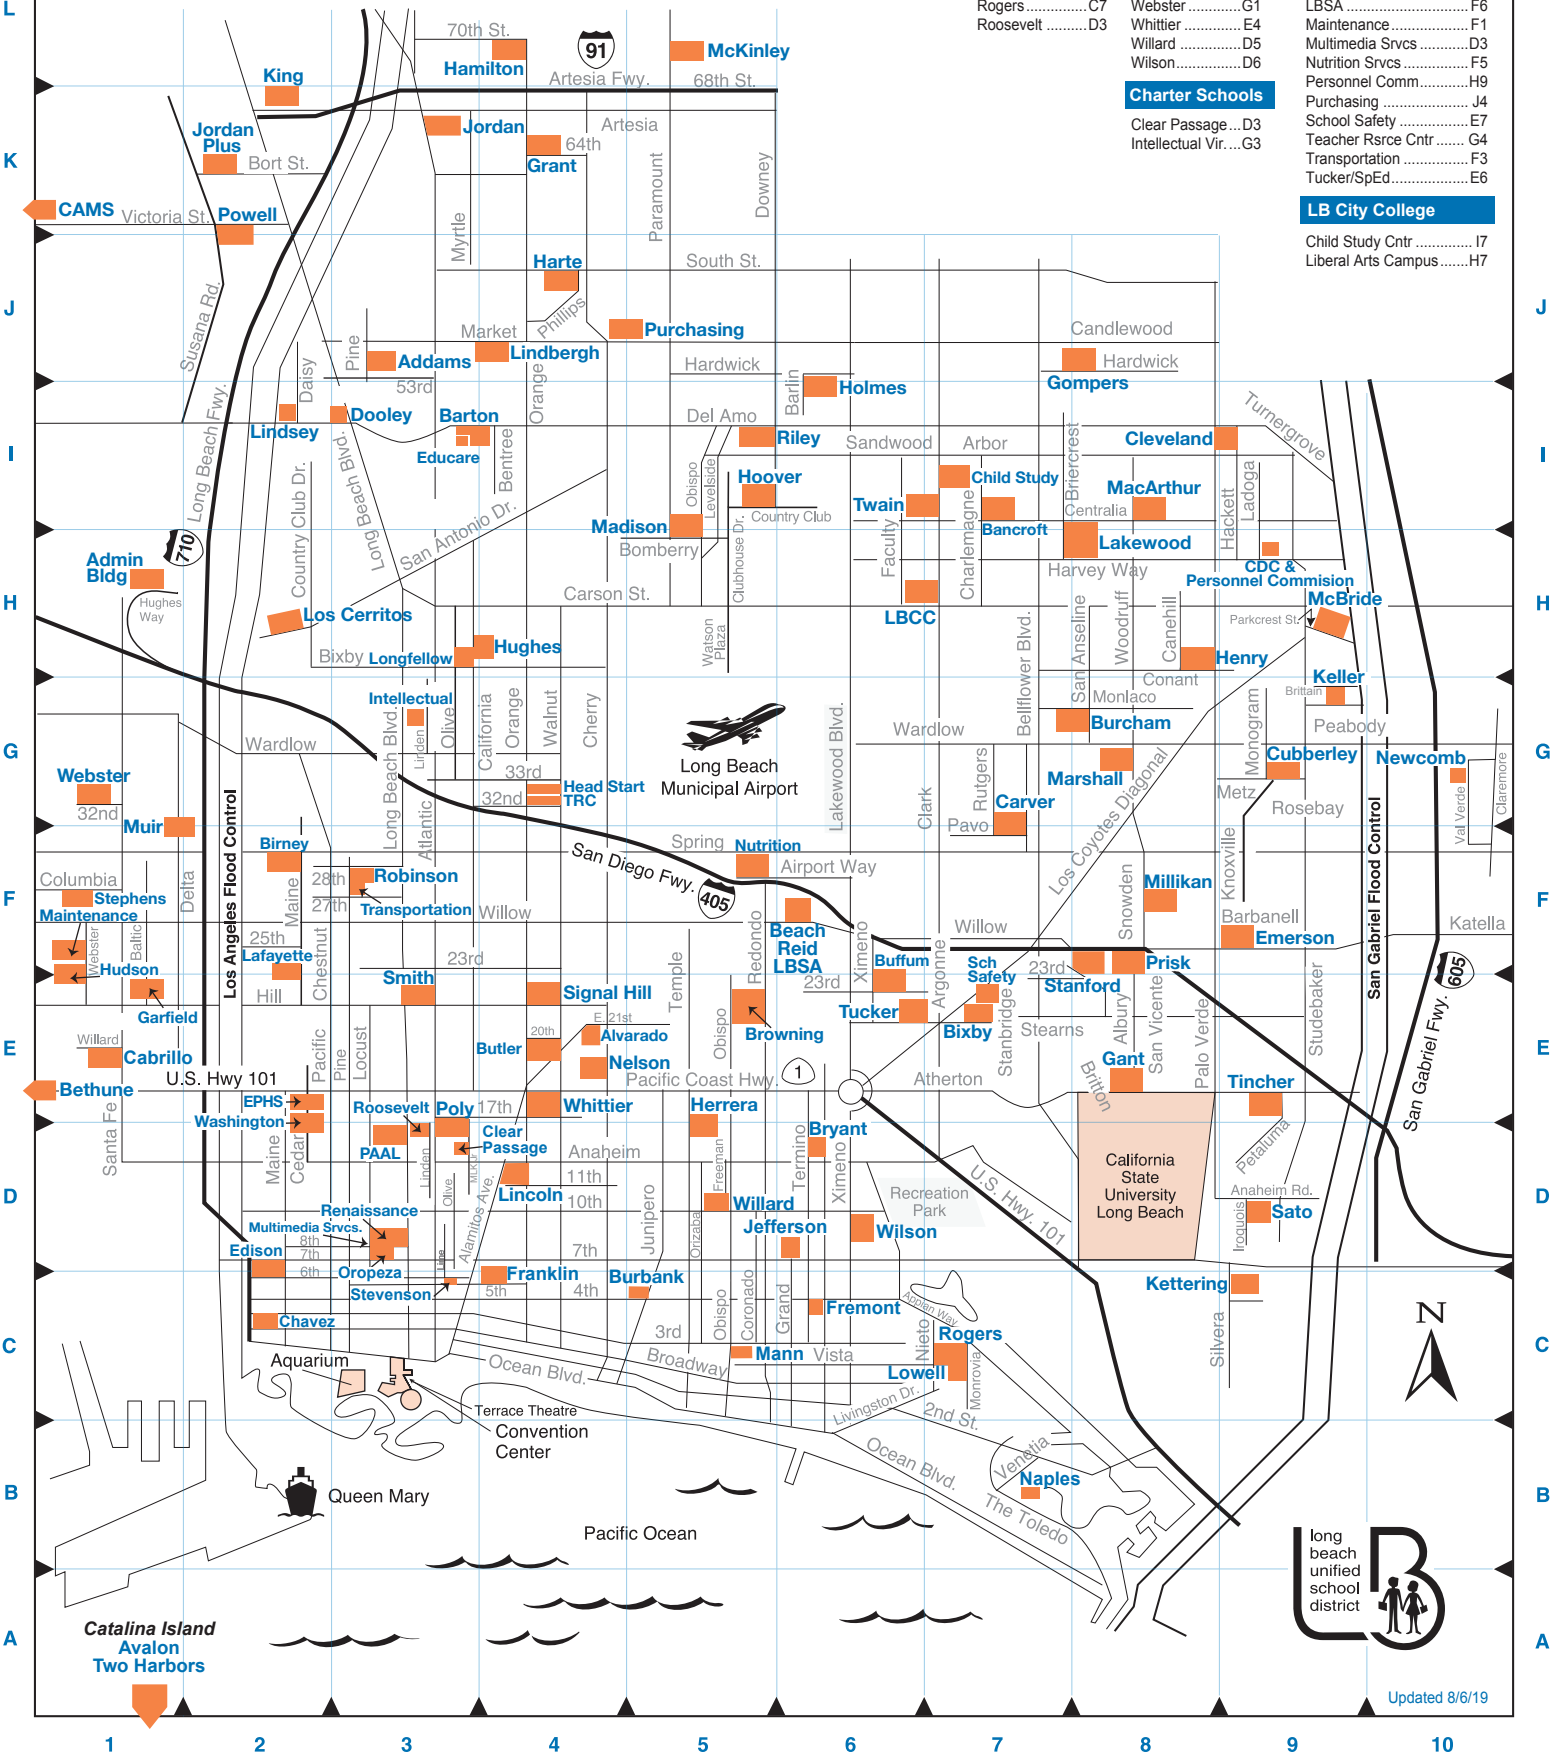 L
Rogers ............... C7
Roosevelt .......... D3
Webster ............. G1
Whittier .............. E4
Willard ............... D5
Wilson ................ D6
Charter Schools
Clear Passage ... D3
Intellectual Vir. ... G3
LBSA ............................. F6
Maintenance ................. F1
Multimedia Srvcs ........... D3
Nutrition Srvcs ............... F5
Personnel Comm ........... H9
Purchasing .................... J4
School Safety ................ E7
Teacher Rsrce Cntr ....... G4
Transportation ............... F3
Tucker/SpEd .................. E6
LB City College
Child Study Cntr ............. I7
Liberal Arts Campus ....... H7
70th St.
91
McKinley
Hamilton
Artesia Fwy.
68th St.
King
Jordan
Plus
Jordan
Artesia
64th
Grant
K
Bort St.
CAMS
Victoria St.
Powell
Myrtle
Paramount
Downey
Harte
South St.
J
Susana Rd.
Phillips
Purchasing
Market
Lindbergh
Candlewood
J
Pine
Addams
Hardwick
Hardwick
Gompers
Daisy
53rd
Orange
Barlin
Holmes
Lindsey
Dooley
Barton
Del Amo
Turnergrove
Long Beach Fwy.
Educare
Riley
Sandwood
Arbor
Cleveland
I
Bentree
Briercrest
I
Long Beach Blvd.
Country Club Dr.
Obispo
Levelside
Hoover
Child Study
MacArthur
Ladoga
Hackett
Twain
Centralia
Madison
Country Club
Bancroft
San Antonio Dr.
Bomberry
Clubhouse Dr.
Faculty
Charlemagne
Lakewood
710
Admin
Bldg
Harvey Way
CDC &
Personnel Commision
Hughes
Way
Carson St.
LBCC
McBride
H
Los Cerritos
Parkcrest St.
H
Bixby
Longfellow
Hughes
Watson
Plaza
Bellflower Blvd.
San Anseline
Woodruff
Canehill
Henry
Conant
Keller
Intellectual
Monlaco
Brittain
Long Beach Blvd
Linden
Olive
California
Orange
Walnut
Cherry
Lakewood Blvd.
Burcham
Monogram
Peabody
G
Wardlow
Wardlow
G
Long Beach
Municipal Airport
Webster
33rd
Head Start
Marshall
Cubberley
Newcomb
32nd
TRC
Rutgers
Carver
Metz
Claremore
32nd
Clark
Los Coyotes Diagonal
Rosebay
Muir
Pavo
Val Verde
Los Angeles Flood Control
San Gabriel Flood Control
Birney
Atlantic
Spring
Nutrition
Airport Way
San Diego Fwy.
405
Columbia
28th
Robinson
Snowden
Millikan
Knoxville
F
Stephens
Delta
Maine
27th
Transportation
F
Maintenance
Willow
Willow
Barbanell
Katella
Webster
Baltic
25th
Lafayette
Chestnut
Beach
Reid
LBSA
Redondo
Ximeno
Emerson
Hudson
23rd
Buffum
Argonne
Sch
Safety
23rd
Prisk
605
Hill
Smith
Temple
23rd
Stanford
Garfield
Signal Hill
Tucker
Bixby
Stanbridge
Studebaker
E. 21st
Stearns
Albury
San Vicente
Palo Verde
Willard
Pacific
Pine
Locust
20th
Alvarado
Obispo
Browning
E
Cabrillo
Butler
Nelson
Gant
E
U.S. Hwy 101
Pacific Coast Hwy.
1
Atherton
Britton
Tincher
San Gabriel Fwy.
Bethune
EPHS
Roosevelt
Poly
17th
Whittier
Herrera
Santa Fe
Washington
Clear
Passage
Bryant
PAAL
Anaheim
Freeman
Termino
Petaluma
Maine
Cedar
Linden
Olive
MLK Jr
11th
Ximeno
California
State
University
Long Beach
D
Lincoln
10th
Willard
Recreation
Park
U.S. Hwy. 101
Anaheim Rd.
D
Renaissance
Alamitos Ave.
Junipero
Jefferson
Wilson
Iroquois
Sato
Multimedia Srvcs.
Orizaba
8th
Edison
7th
Line
7th
6th
Oropeza
Franklin
Burbank
Kettering
Stevenson
5th
4th
Obispo
Coronado
Grand
Fremont
Appian Way
Chavez
3rd
Nieto
Rogers
N
C
Aquarium
Ocean Blvd.
Broadway
Mann
Vista
Lowell
Monrovia
Silvera
C
Terrace Theatre
Livingston Dr.
2nd St.
Convention
Center
Ocean Blvd.
Venetia
Naples
B
Queen Mary
B
The Toledo
Pacific Ocean
long
beach
unified
school
district
Catalina Island
A
Avalon
A
Two Harbors
Updated 8/6/19
1 2 3 4 5 6 7 8 9 10